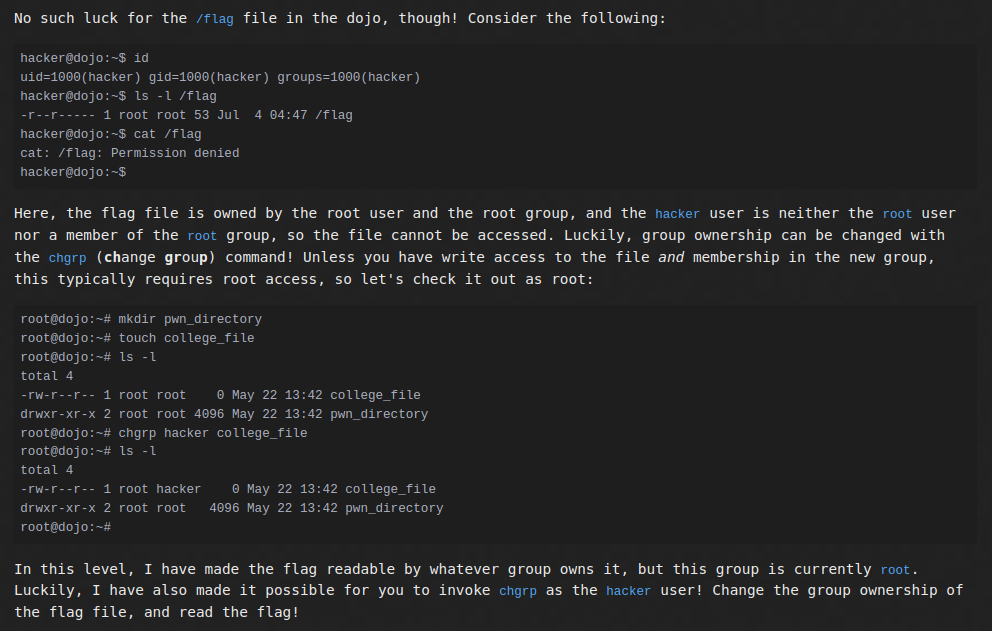 No such luck for the /flag file in the dojo, though! Consider the following:
hacker@dojo:~$ id
uid=1000(hacker) gid=1000(hacker) groups=1000(hacker)
hacker@dojo:~$ ls -l /flag
-r--r----- 1 root root 53 Jul  4 04:47 /flag
hacker@dojo:~$ cat /flag
cat: /flag: Permission denied
hacker@dojo:~$
Here, the flag file is owned by the root user and the root group, and the hacker user is neither the root user
nor a member of the root group, so the file cannot be accessed. Luckily, group ownership can be changed with
the chgrp (change group) command! Unless you have write access to the file and membership in the new group,
this typically requires root access, so let's check it out as root:
root@dojo:~# mkdir pwn_directory
root@dojo:~# touch college_file
root@dojo:~# ls -l
total 4
-rw-r--r-- 1 root root    0 May 22 13:42 college_file
drwxr-xr-x 2 root root 4096 May 22 13:42 pwn_directory
root@dojo:~# chgrp hacker college_file
root@dojo:~# ls -l
total 4
-rw-r--r-- 1 root hacker    0 May 22 13:42 college_file
drwxr-xr-x 2 root root   4096 May 22 13:42 pwn_directory
root@dojo:~#
In this level, I have made the flag readable by whatever group owns it, but this group is currently root.
Luckily, I have also made it possible for you to invoke chgrp as the hacker user! Change the group ownership of
the flag file, and read the flag!